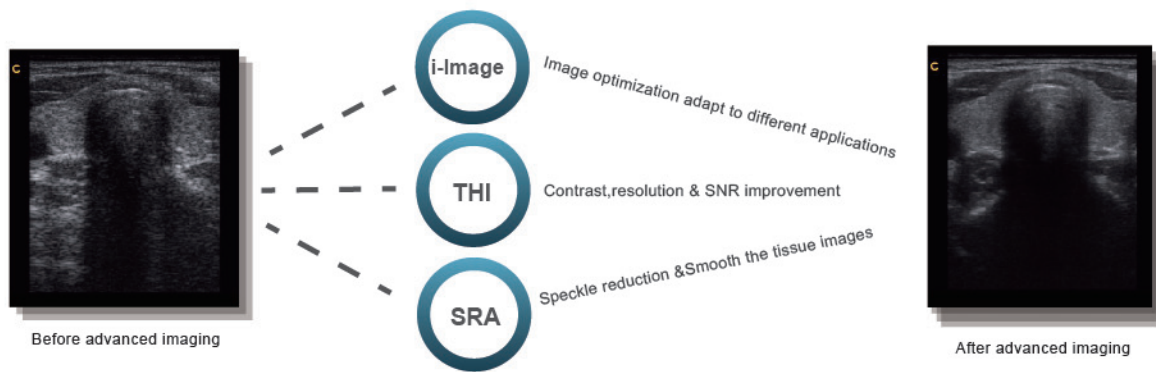 C
Before advanced imaging
i-Image
Image optimization adapt to different applications
THI
Contrast,resolution & SNR improvement
SRA
Speckle reduction &Smooth the tissue images
C
After advanced imaging